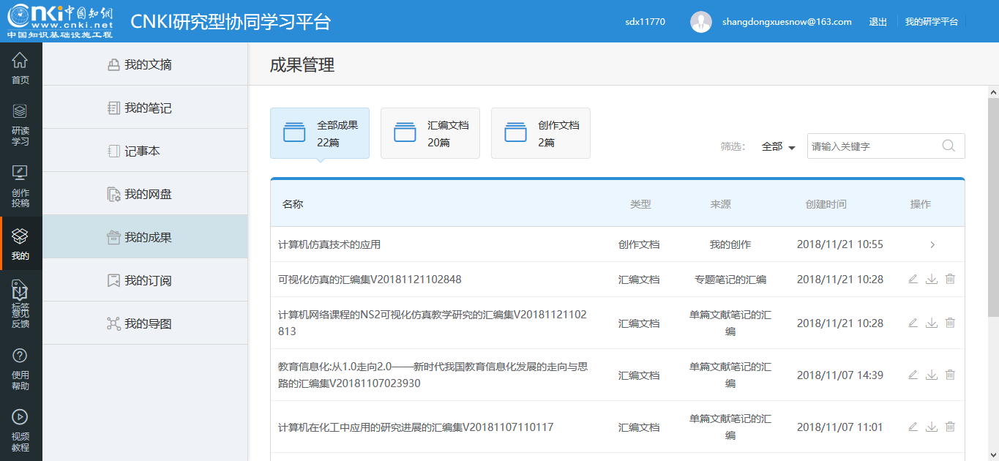 Cnki中国知网
www.cnki.net
中国知识基础设施工程
CNKI研究型协同学习平台
sdx11770
shangdongxuesnow@163.com
退出
我的研学平台
首页
研读
学习
创作
投稿
我的
标签
意见
反馈
使用
帮助
视频
教程
我的文摘
我的笔记
记事本
我的网盘
我的成果
我的订阅
我的导图
成果管理
全部成果
22篇
汇编文档
20篇
创作文档
2篇
筛选：
全部
请输入关键字
名称 类型 来源 创建时间 操作
计算机仿真技术的应用 创作文档 我的创作 2018/11/21 10:55
可视化仿真的汇编集V20181121102848 汇编文档 专题笔记的汇编 2018/11/21 10:28
计算机网络课程的NS2可视化仿真教学研究的汇编集V20181121102
813
汇编文档
单篇文献笔记的汇
编
2018/11/21 10:28
教育信息化:从1.0走向2.0——新时代我国教育信息化发展的走向与思
路的汇编集V20181107023930
汇编文档
单篇文献笔记的汇
编
2018/11/07 14:39
计算机在化工中应用的研究进展的汇编集V20181107110117
汇编文档
单篇文献笔记的汇
编
2018/11/07 11:01